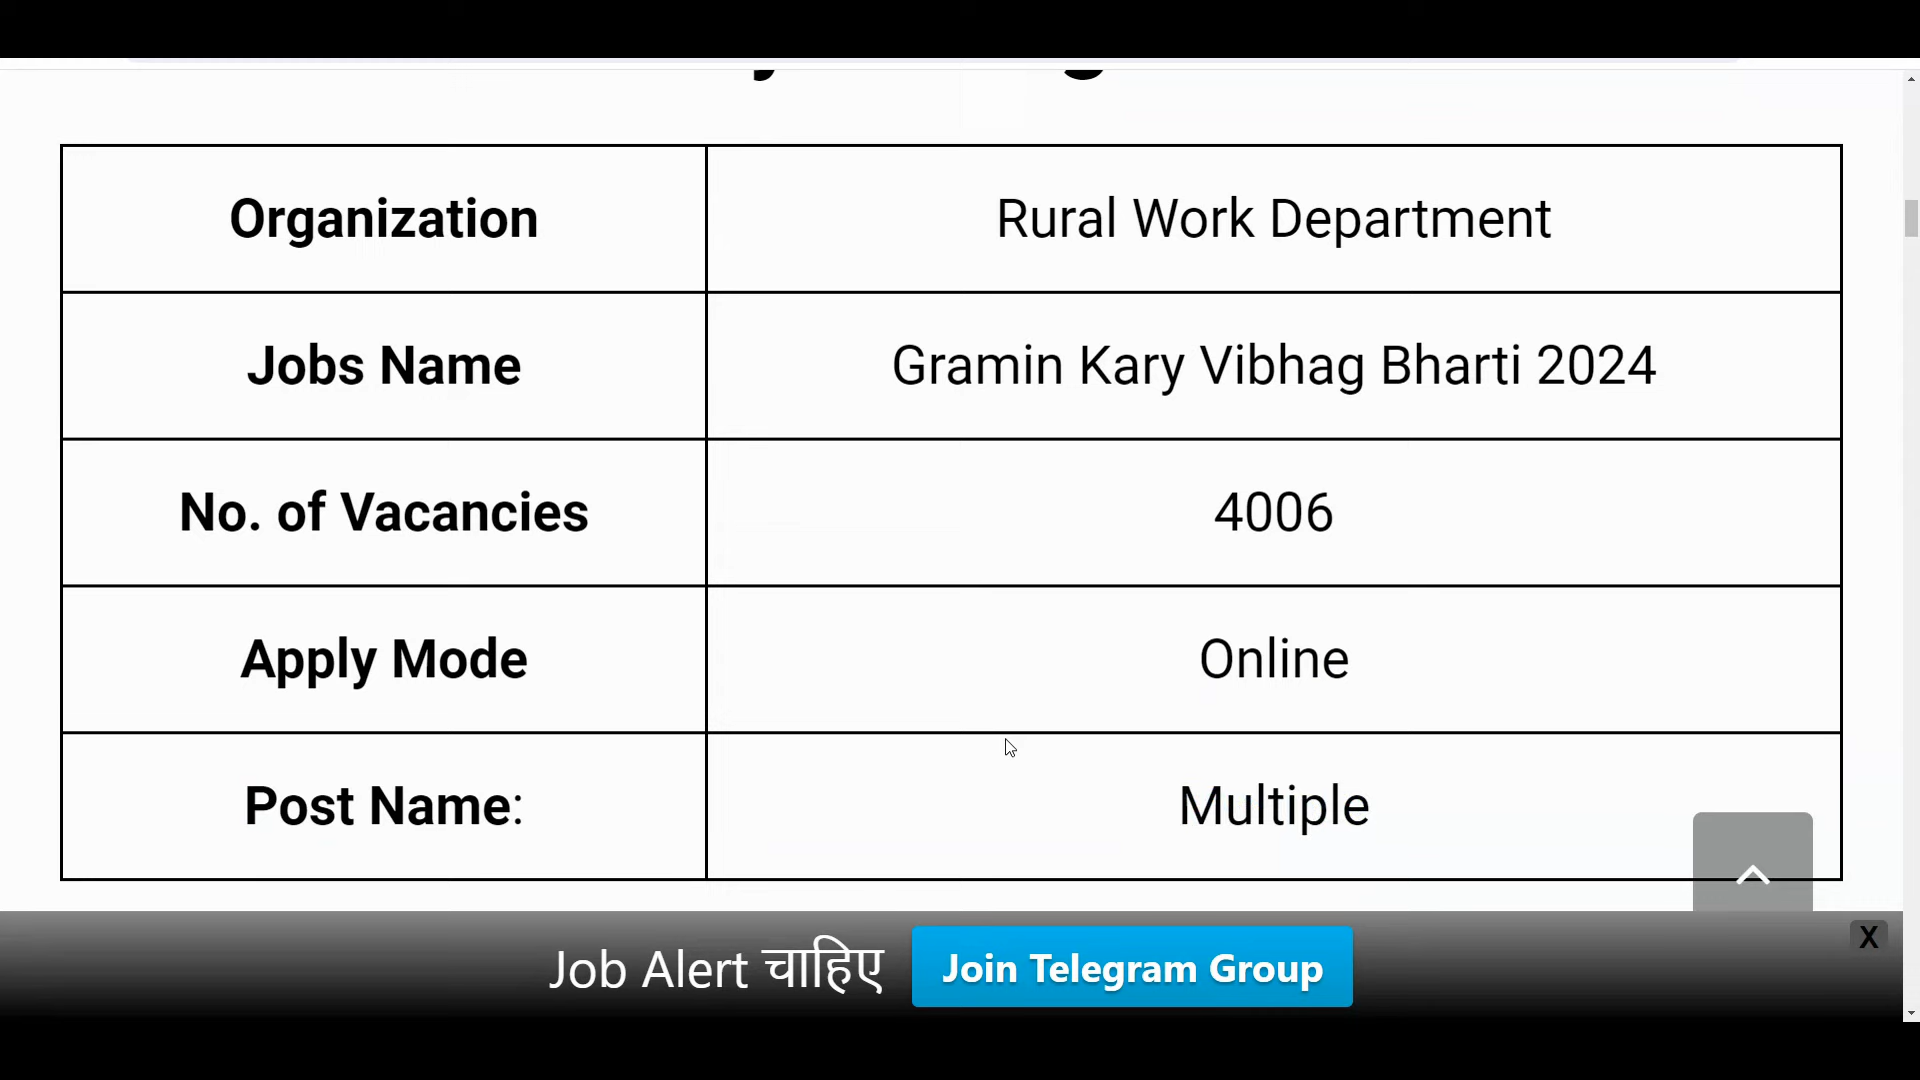 Organization Rural Work Department
Jobs Name Gramin Kary Vibhag Bharti 2024
No. of Vacancies 4006
Apply Mode Online
Post Name: Multiple
Job Alert चाहिए Join Telegram Group X